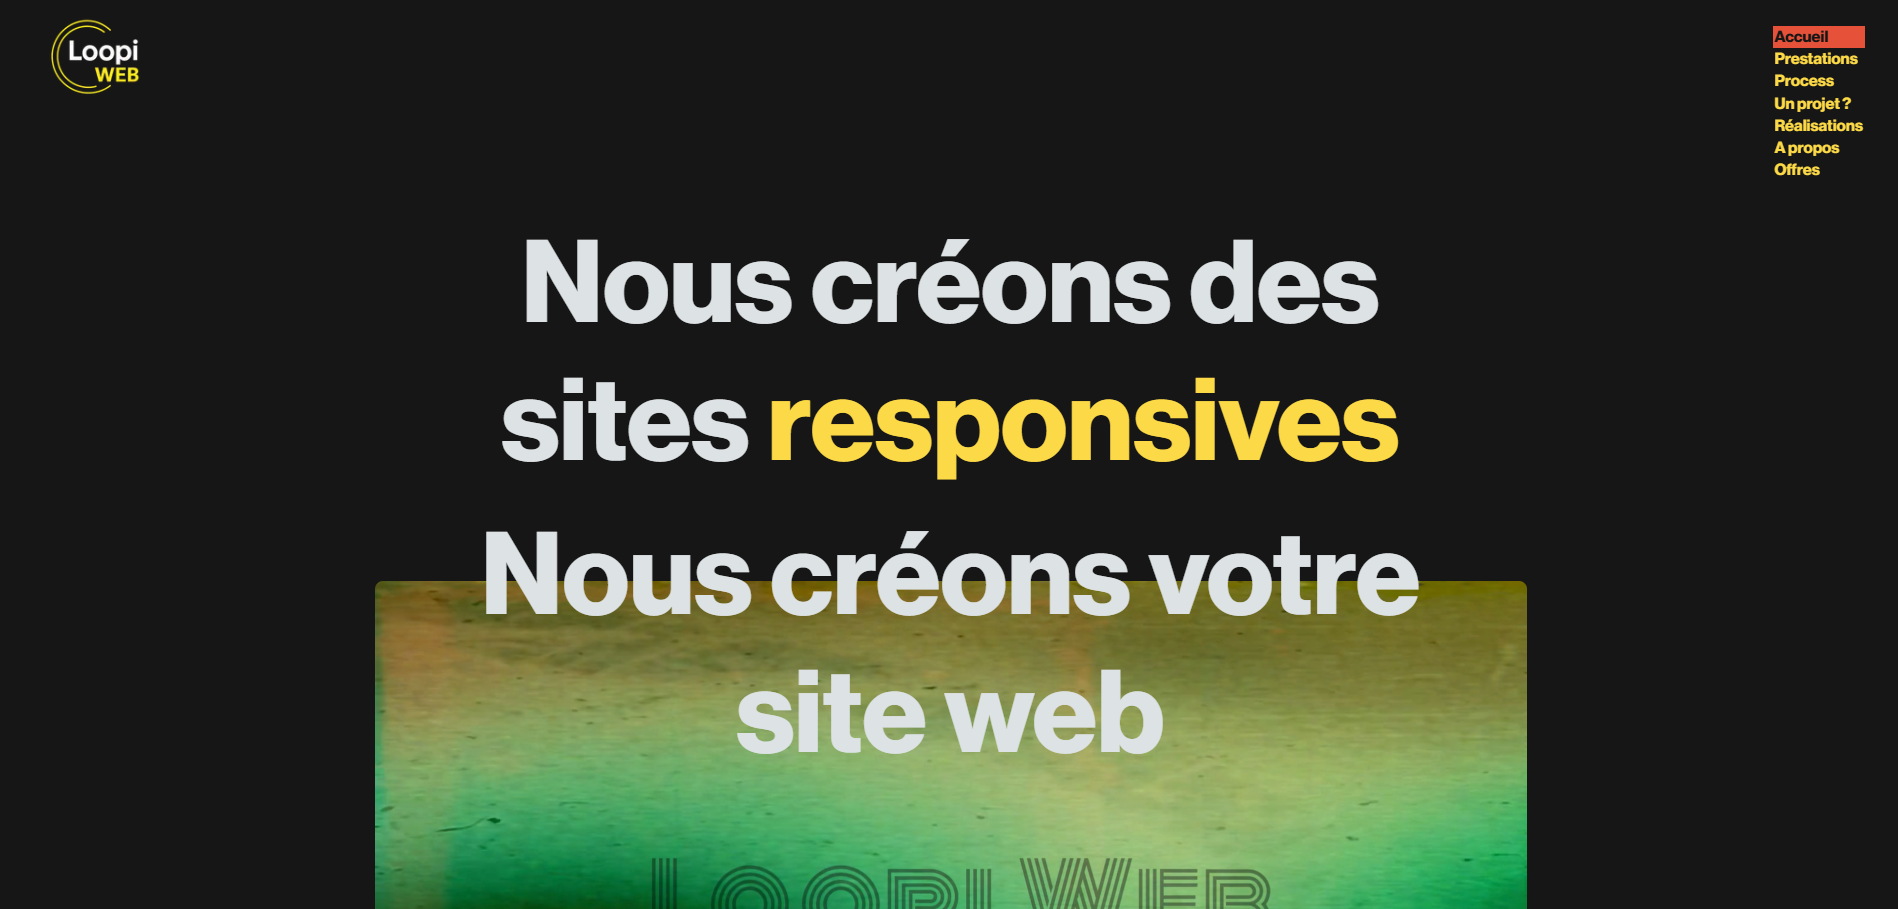 Loopi
WEB
Accueil
Prestations
Process
Un projet ?
Réalisations
A propos
Offres
Nous créons des
sites responsives
Nous créons votre
site web
LOOPI WEB